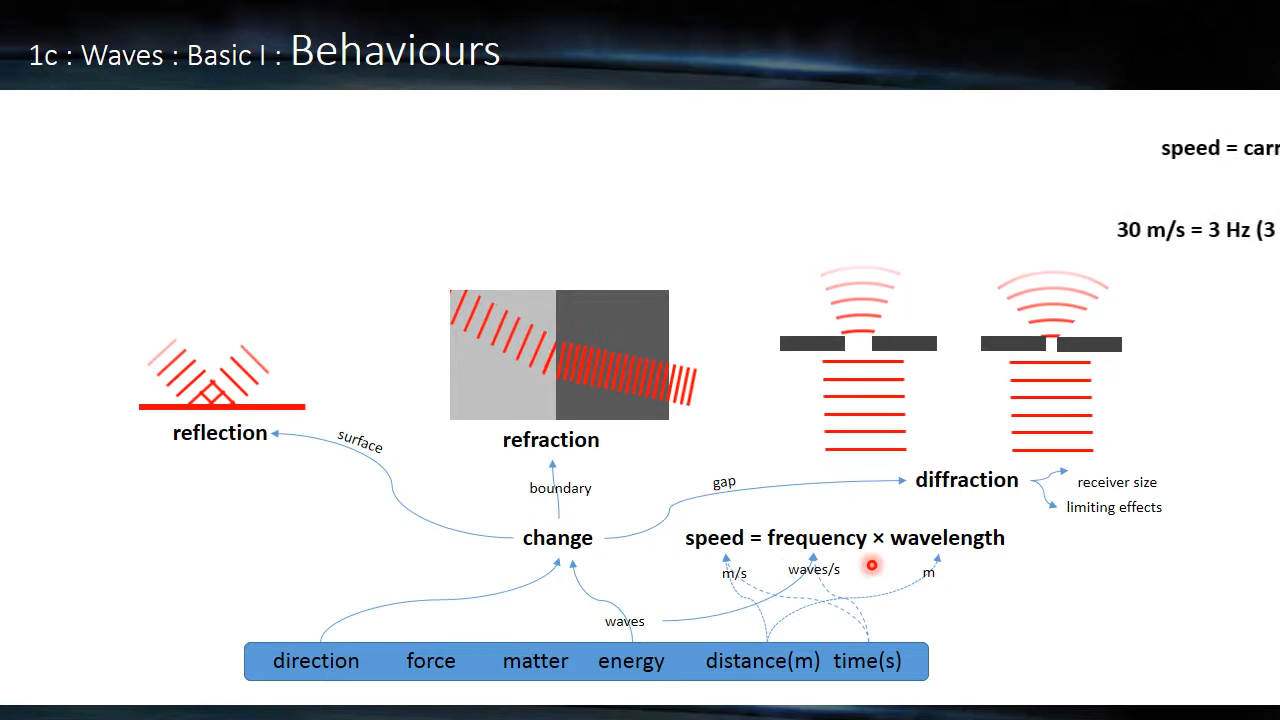 1c : Waves : Basic I : Behaviours
speed = carr
30 m/s = 3 Hz (3
reflection
surface
refraction
boundary
gap
diffraction
receiver size
limiting effects
change
speed = frequency × wavelength
m/s
waves/s
m
waves
direction force matter energy distance(m) time(s)